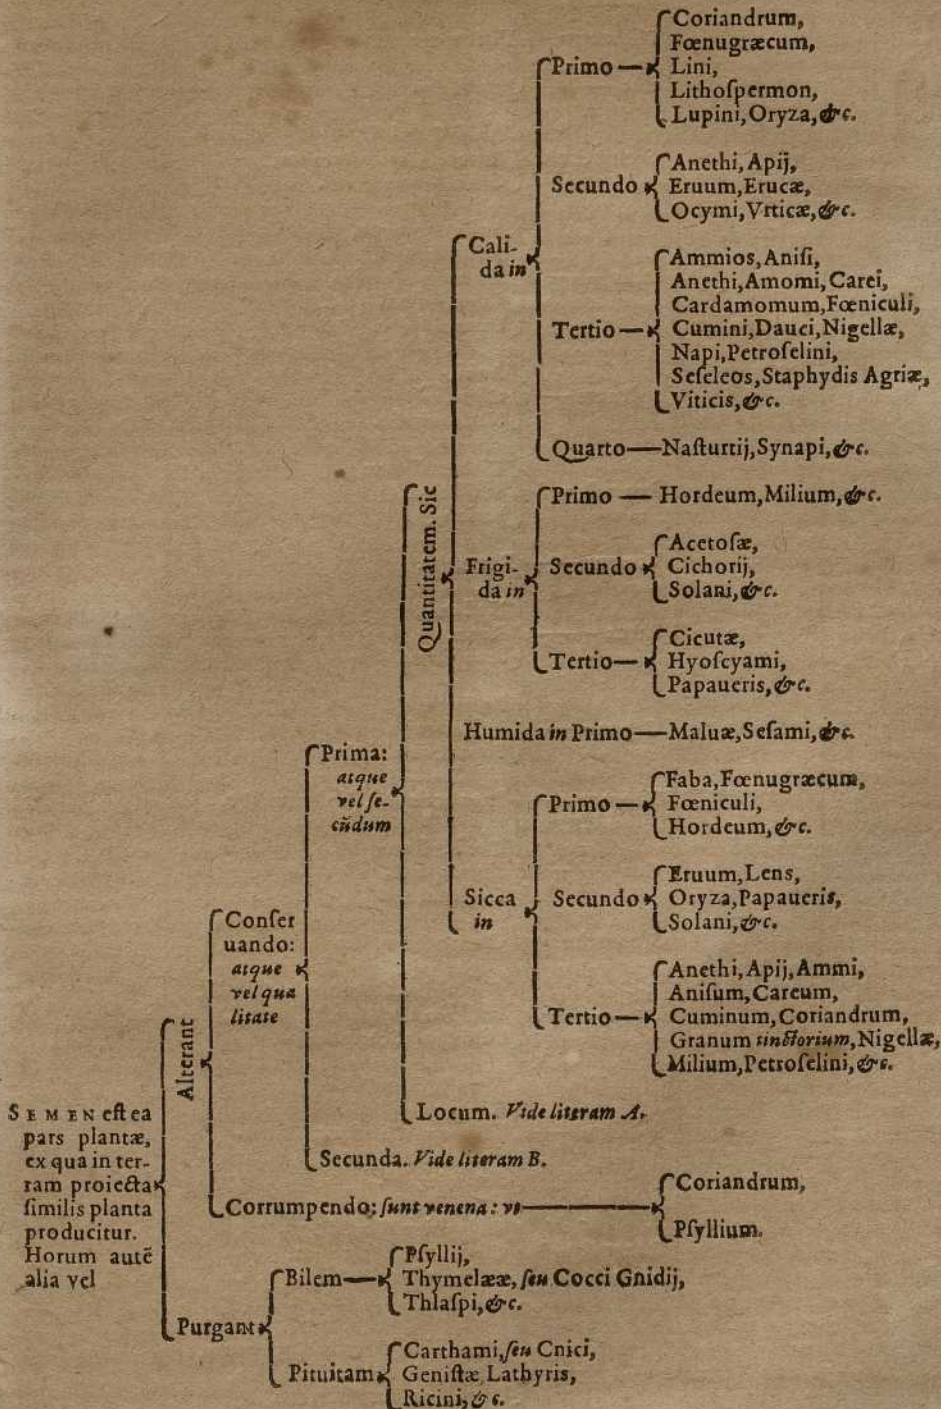 Coriandrum,
Fœnugræcum,
Primo
Lini,
Lithoſpermon,
Lupini, Oryza, &c.
Anethi, Apij,
Secundo
Eruum, Erucæ,
Ocymi, Vrticæ, &c.
Cali-
da in
Ammios, Aniſi,
Anethi, Amomi, Carei,
Cardamomum, Fœniculi,
Tertio
Cumini, Dauci, Nigellæ,
Napi, Petroſelini,
Seſeleos, Staphydis Agriæ,
Viticis, &c.
Quarto
Naſturtij, Synapi, &c.
Quantitatem. Sic
Primo
Hordeum, Milium, &c.
Frigi-
da in
Acetoſæ,
Secundo
Cichorij,
Solani, &c.
Cicutæ,
Tertio
Hyoſcyami,
Papaueris, &c.
Humida in Primo
Maluæ, Seſami, &c.
Prima:
atque
vel ſe-
cũdum
Faba, Fœnugræcum,
Primo
Fœniculi,
Hordeum, &c.
Sicca
in
Eruum, Lens,
Secundo
Oryza, Papaueris,
Solani, &c.
Conſer
uando:
atque
vel qua
litate
Anethi, Apij, Ammi,
Aniſum, Careum,
Tertio
Cuminum, Coriandrum,
Granum tinctorium, Nigellæ,
Milium, Petroſelini, &c.
Alterant
Locum. Vide literam A.
Secunda. Vide literam B.
SEMEN eſt ea
pars plantæ,
ex qua in ter-
ram proiecta
ſimilis planta
producitur.
Horum autẽ
alia vel
Corrumpendo: ſunt venena: vt
Coriandrum,
Pſyllium.
Purgant
Bilem
Pſyllij,
Thymelææ, ſeu Cocci Gnidij,
Thlaſpi, &c.
Pituitam
Carthami, ſeu Cnici,
Geniſtæ, Lathyris,
Ricini, &c.